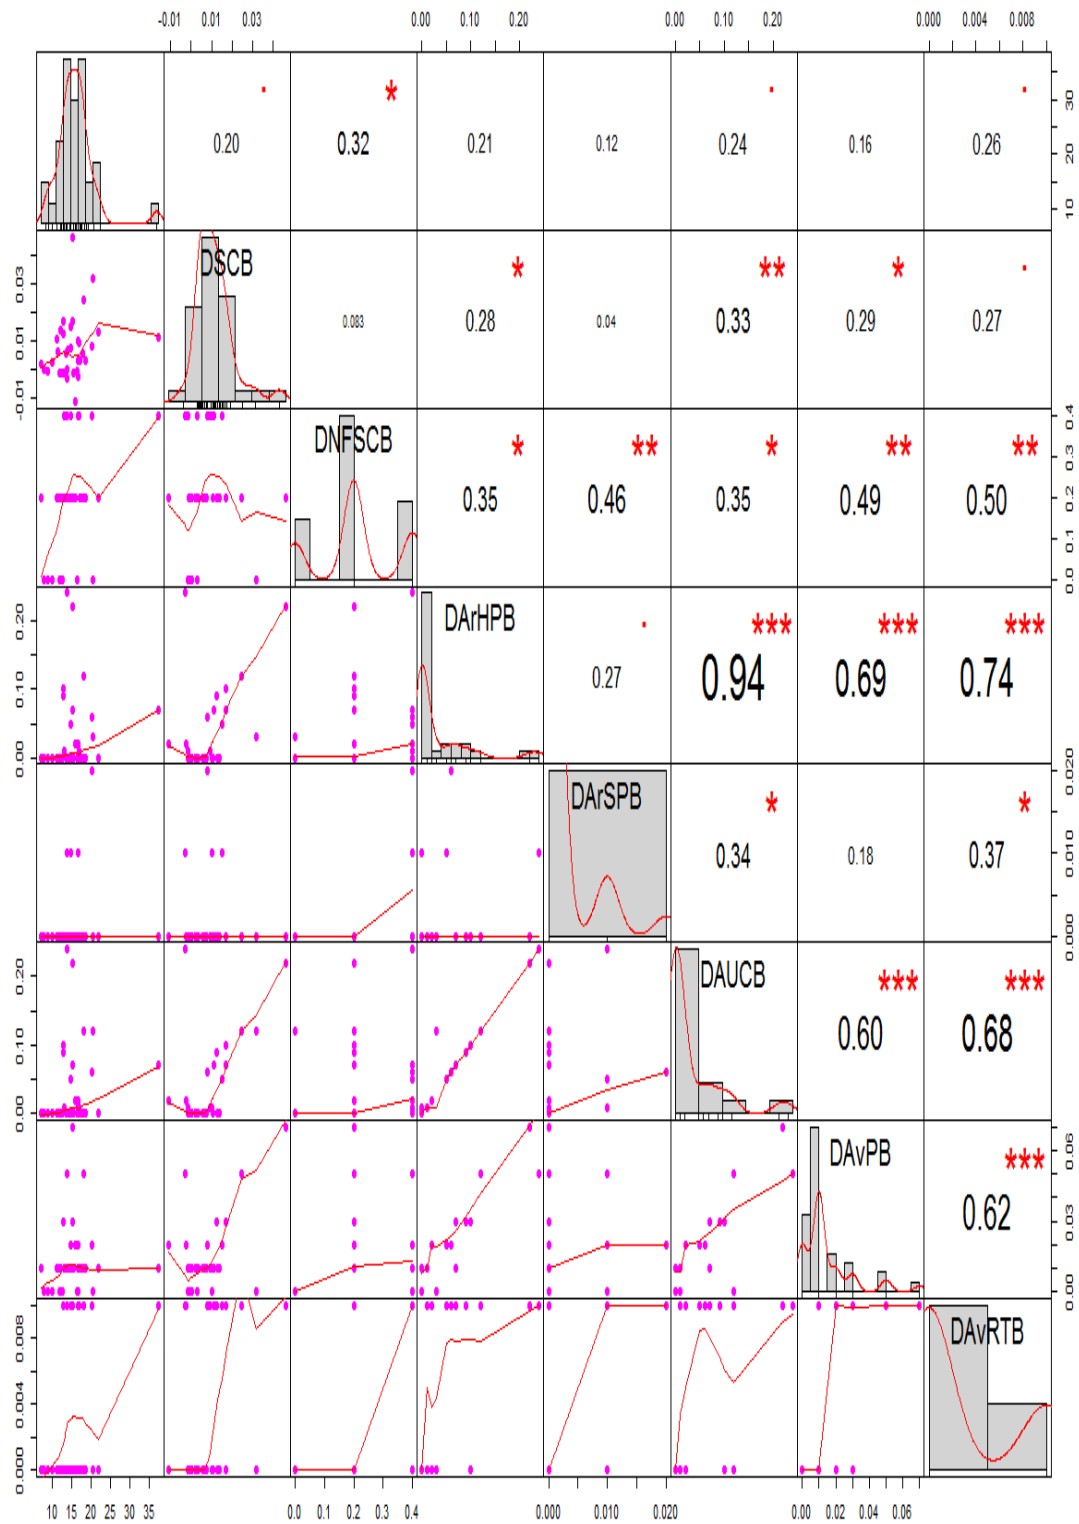 -0.01 0.01 0.03 0.00 0.10 0.20 0.00 0.10 0.20 0.000 0.004 0.008
. * . .
0.20 0.32 0.21 0.12 0.24 0.16 0.26
10 20 30
DSCB * ** * .
0.083 0.28 0.04 0.33 0.29 0.27
-0.01 0.01 0.03
DNFSCB * ** * ** **
0.35 0.46 0.35 0.49 0.50
0.0 0.1 0.2 0.3 0.4
DArHPB . *** *** ***
0.27 0.94 0.69 0.74
0.00 0.10 0.20
DArSPB * *
0.34 0.18 0.37
0.000 0.010 0.020
DAUCB *** ***
0.60 0.68
0.00 0.10 0.20
DAvPB ***
0.62
0.00 0.03 0.06
DAvRTB
0.000 0.004 0.008
10 15 20 25 30 35 0.0 0.1 0.2 0.3 0.4 0.000 0.010 0.020 0.00 0.02 0.04 0.06